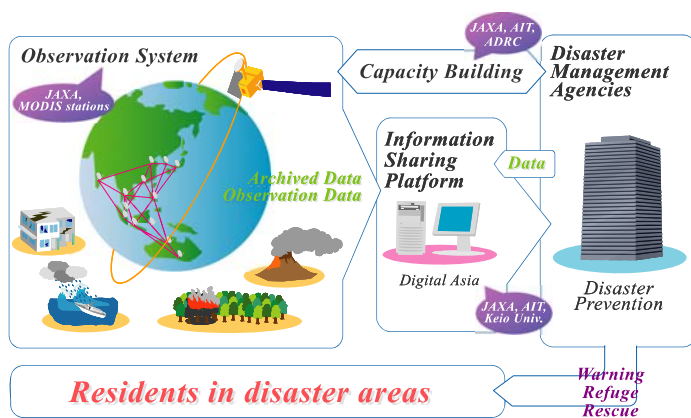 Observation System
JAXA,
MODIS stations
Archived Data
Observation Data
JAXA, AIT,
ADRC
Capacity Building
Information
Sharing
Platform
Digital Asia
JAXA, AIT,
Keio Univ.
Data
Disaster
Management
Agencies
Disaster
Prevention
Warning
Refuge
Rescue
Residents in disaster areas